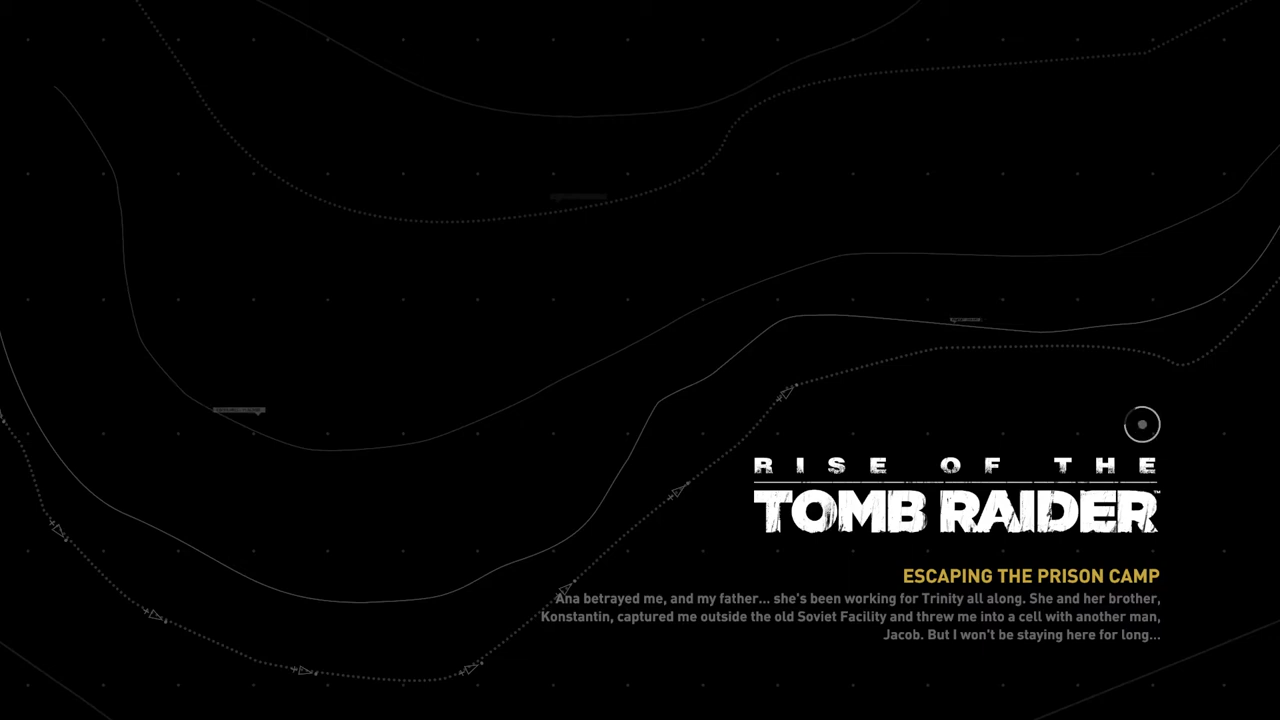 RISE OF THE
TOMB RAIDER™
ESCAPING THE PRISON CAMP
Ana betrayed me, and my father... she's been working for Trinity all along. She and her brother,
Konstantin, captured me outside the old Soviet Facility and threw me into a cell with another man,
Jacob. But I won't be staying here for long...